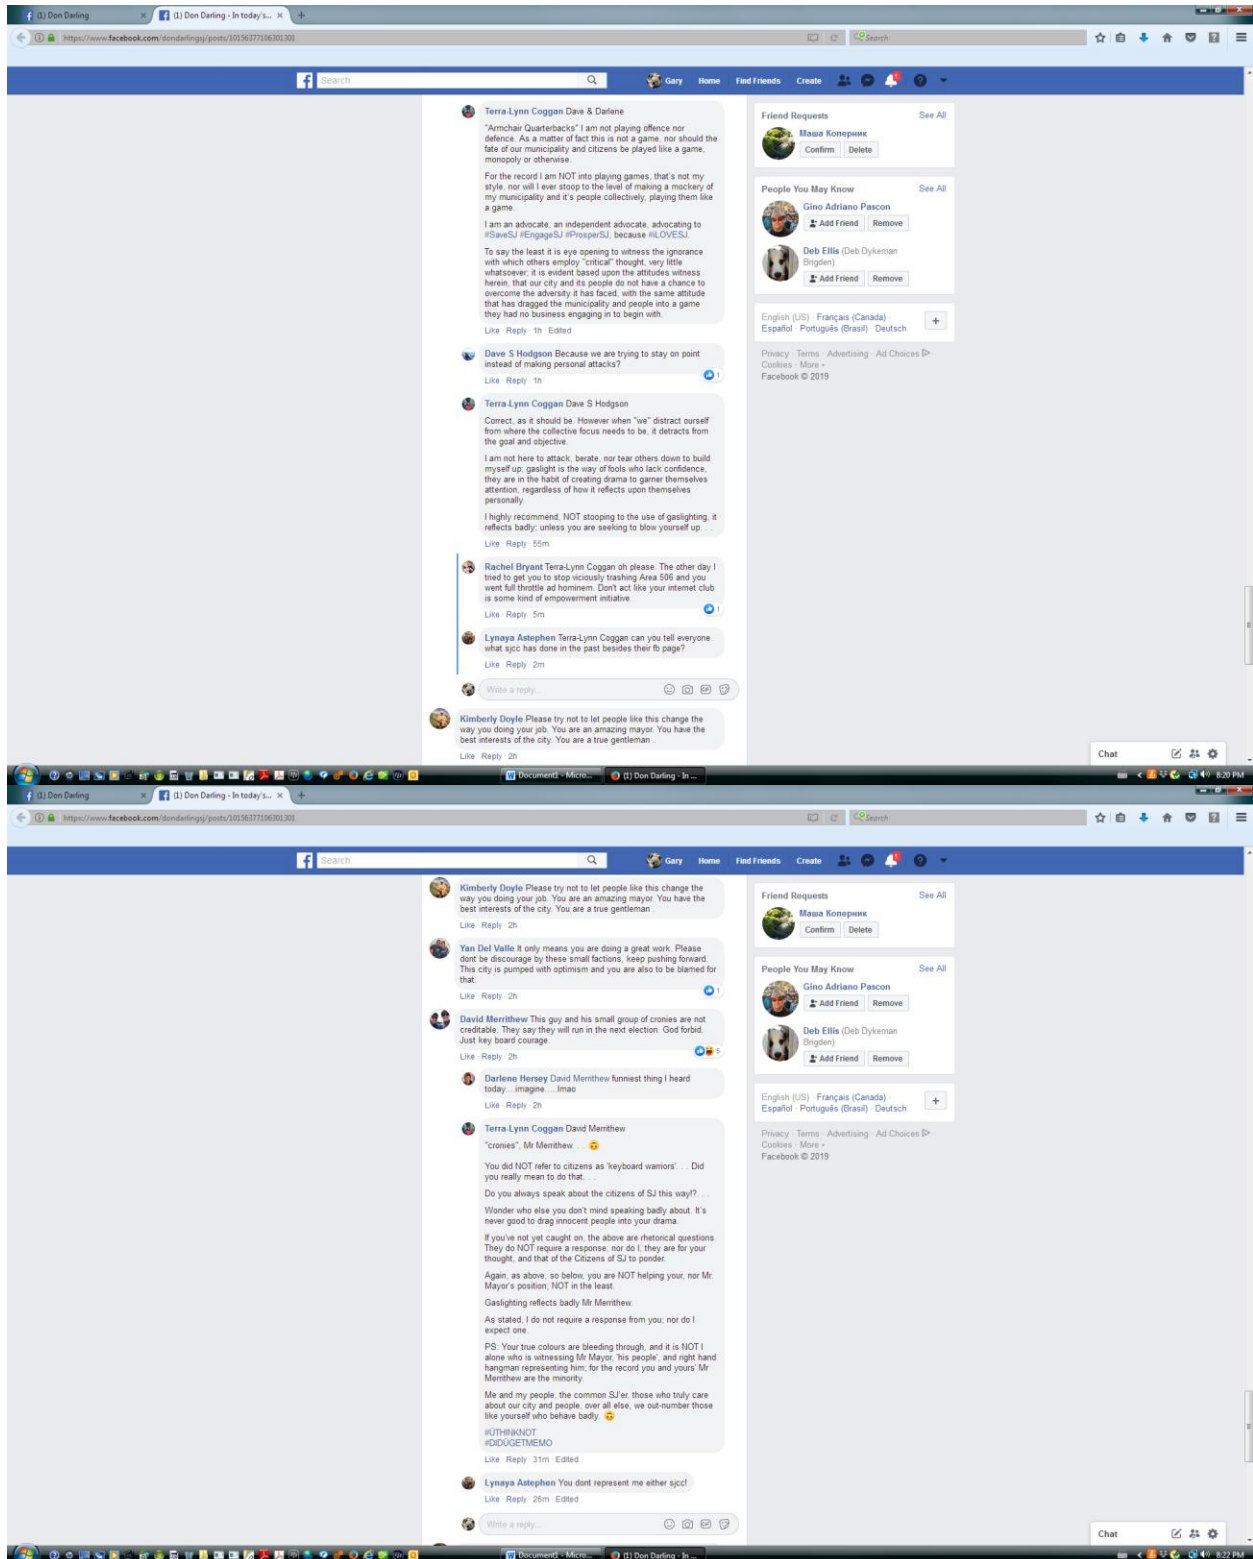 (1) Don Darling
(1) Don Darling - In today's...
https://www.facebook.com/dondarlingsj/posts/10156377106301301
Search
Search
Gary Home Find Friends Create
Terra-Lynn Coggan Dave & Darlene
"Armchair Quarterbacks" I am not playing offence nor
defence. As a matter of fact this is not a game, nor should the
fate of our municipality and citizens be played like a game,
monopoly or otherwise.
For the record I am NOT into playing games, that's not my
style, nor will I ever stoop to the level of making a mockery of
my municipality and it's people collectively, playing them like
a game.
I am an advocate, an independent advocate, advocating to
#SaveSJ #EngageSJ #ProsperSJ, because #iLOVESJ.
To say the least it is eye opening to witness the ignorance
with which others employ "critical" thought, very little
whatsoever; it is evident based upon the attitudes witness
herein, that our city and its people do not have a chance to
overcome the adversity it has faced, with the same attitude
that has dragged the municipality and people into a game
they had no business engaging in to begin with.
Like · Reply · 1h · Edited
Dave S Hodgson Because we are trying to stay on point
instead of making personal attacks?
1
Like · Reply · 1h
Terra-Lynn Coggan Dave S Hodgson
Correct, as it should be. However when "we" distract ourself
from where the collective focus needs to be, it detracts from
the goal and objective.
I am not here to attack, berate, nor tear others down to build
myself up; gaslight is the way of fools who lack confidence,
they are in the habit of creating drama to garner themselves
attention, regardless of how it reflects upon themselves
personally.
I highly recommend, NOT stooping to the use of gaslighting, it
reflects badly; unless you are seeking to blow yourself up. . .
Like · Reply · 55m
Rachel Bryant Terra-Lynn Coggan oh please. The other day I
tried to get you to stop viciously trashing Area 506 and you
went full throttle ad hominem. Don't act like your internet club
is some kind of empowerment initiative.
1
Like · Reply · 5m
Lynaya Astephen Terra-Lynn Coggan can you tell everyone
what sjcc has done in the past besides their fb page?
Like · Reply · 2m
Write a reply...
Kimberly Doyle Please try not to let people like this change the
way you doing your job. You are an amazing mayor. You have the
best interests of the city. You are a true gentleman .
Like · Reply · 2h
Friend Requests See All
Маша Коперник
Confirm Delete
People You May Know See All
Gino Adriano Pascon
Add Friend Remove
Deb Ellis (Deb Dykeman
Brigden)
Add Friend Remove
English (US) · Français (Canada) ·
Español · Português (Brasil) · Deutsch
Privacy · Terms · Advertising · Ad Choices ·
Cookies · More
Facebook © 2019
Chat
Document1 - Micro...
(1) Don Darling - In ...
8:20 PM
(1) Don Darling
(1) Don Darling - In today's...
https://www.facebook.com/dondarlingsj/posts/10156377106301301
Search
Search
Gary Home Find Friends Create
Kimberly Doyle Please try not to let people like this change the
way you doing your job. You are an amazing mayor. You have the
best interests of the city. You are a true gentleman .
Like · Reply · 2h
Yan Del Valle It only means you are doing a great work. Please
dont be discourage by these small factions, keep pushing forward.
This city is pumped with optimism and you are also to be blamed for
that.
1
Like · Reply · 2h
David Merrithew This guy and his small group of cronies are not
creditable. They say they will run in the next election. God forbid.
Just key board courage.
5
Like · Reply · 2h
Darlene Hersey David Merrithew funniest thing I heard
today....imagine.....lmao
Like · Reply · 2h
Terra-Lynn Coggan David Merrithew
"cronies", Mr Merrithew. . . 🙃
You did NOT refer to citizens as 'keyboard warriors'. . . Did
you really mean to do that. . .
Do you always speak about the citizens of SJ this way!?. . .
Wonder who else you don't mind speaking badly about. It's
never good to drag innocent people into your drama.
If you've not yet caught on, the above are rhetorical questions.
They do NOT require a response; nor do I, they are for your
thought, and that of the Citizens of SJ to ponder.
Again, as above, so below, you are NOT helping your, nor Mr.
Mayor's position; NOT in the least.
Gaslighting reflects badly Mr Merrithew.
As stated, I do not require a response from you; nor do I
expect one.
PS: Your true colours are bleeding through, and it is NOT I
alone who is witnessing Mr Mayor, 'his people', and right hand
hangman representing him; for the record you and yours' Mr
Merrithew are the minority.
Me and my people, the common SJ'er, those who truly care
about our city and people, over all else, we out-number those
like yourself who behave badly. 🙃
#ÜTHINKNOT
#DIDÜGETMEMO
Like · Reply · 31m · Edited
Lynaya Astephen You dont represent me either sjcc!
Like · Reply · 26m · Edited
Write a reply...
Friend Requests See All
Маша Коперник
Confirm Delete
People You May Know See All
Gino Adriano Pascon
Add Friend Remove
Deb Ellis (Deb Dykeman
Brigden)
Add Friend Remove
English (US) · Français (Canada) ·
Español · Português (Brasil) · Deutsch
Privacy · Terms · Advertising · Ad Choices ·
Cookies · More
Facebook © 2019
Chat
Document1 - Micro...
(1) Don Darling - In ...
8:22 PM